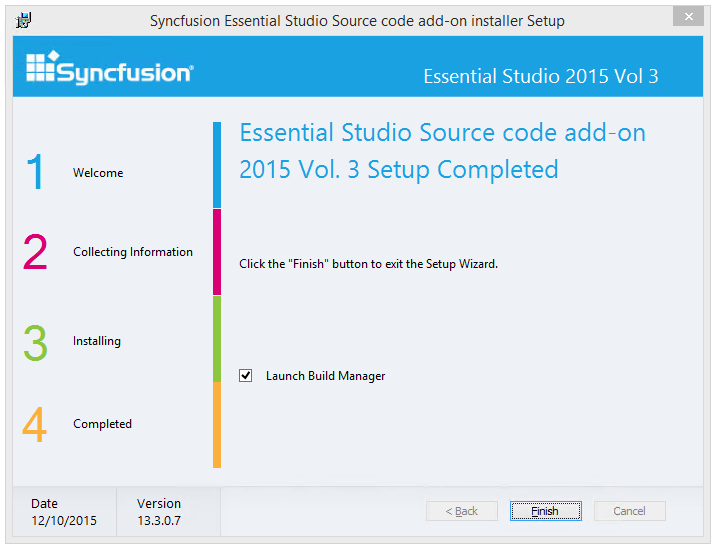 Syncfusion Essential Studio Source code add-on installer Setup
Syncfusion®
Essential Studio 2015 Vol 3
1 Welcome
2 Collecting Information
3 Installing
4 Completed
Essential Studio Source code add-on
2015 Vol. 3 Setup Completed
Click the "Finish" button to exit the Setup Wizard.
Launch Build Manager
Date
12/10/2015
Version
13.3.0.7
< Back
Finish
Cancel